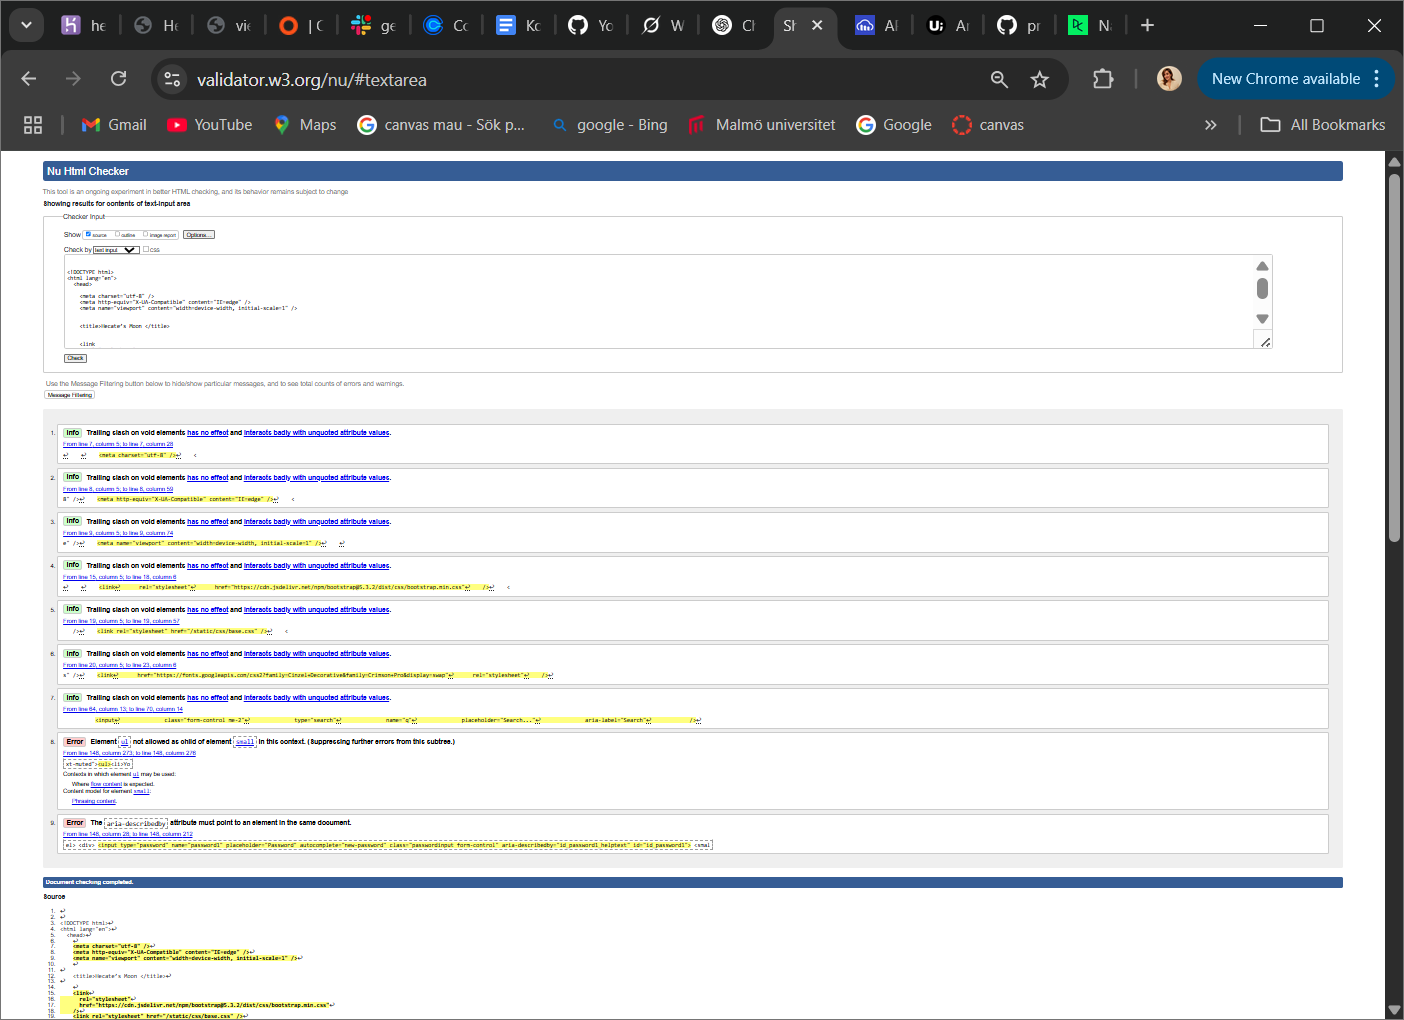 he
He
vie
| C
ge
Co
Ko
Yo
W
Ch
Sh
AF
Ar
pr
Na
validator.w3.org/nu/#textarea
New Chrome available
Gmail
YouTube
Maps
canvas mau - Sök p...
google - Bing
Malmö universitet
Google
canvas
All Bookmarks
Nu Html Checker
This tool is an ongoing experiment in better HTML checking, and its behavior remains subject to change
Showing results for contents of text-input area
Checker Input
Show source outline image report Options...
Check by text input css
<!DOCTYPE html>
<html lang="en">
<head>
<meta charset="utf-8" />
<meta http-equiv="X-UA-Compatible" content="IE=edge" />
<meta name="viewport" content="width=device-width, initial-scale=1" />
<title>Hecate's Moon </title>
<link
Check
Use the Message Filtering button below to hide/show particular messages, and to see total counts of errors and warnings.
Message Filtering
1. Info Trailing slash on void elements has no effect and interacts badly with unquoted attribute values.
From line 7, column 5; to line 7, column 28
↩ ↩ <meta charset="utf-8" />↩ <
2. Info Trailing slash on void elements has no effect and interacts badly with unquoted attribute values.
From line 8, column 5; to line 8, column 59
8" />↩ <meta http-equiv="X-UA-Compatible" content="IE=edge" />↩ <
3. Info Trailing slash on void elements has no effect and interacts badly with unquoted attribute values.
From line 9, column 5; to line 9, column 74
e" />↩ <meta name="viewport" content="width=device-width, initial-scale=1" />↩ ↩
4. Info Trailing slash on void elements has no effect and interacts badly with unquoted attribute values.
From line 15, column 5; to line 18, column 6
↩ ↩ <link↩ rel="stylesheet"↩ href="https://cdn.jsdelivr.net/npm/bootstrap@5.3.2/dist/css/bootstrap.min.css"↩ />↩ <
5. Info Trailing slash on void elements has no effect and interacts badly with unquoted attribute values.
From line 19, column 5; to line 19, column 57
/>↩ <link rel="stylesheet" href="/static/css/base.css" />↩ <
6. Info Trailing slash on void elements has no effect and interacts badly with unquoted attribute values.
From line 20, column 5; to line 23, column 6
s" />↩ <link↩ href="https://fonts.googleapis.com/css2?family=Cinzel+Decorative&family=Crimson+Pro&display=swap"↩ rel="stylesheet"↩ />↩
7. Info Trailing slash on void elements has no effect and interacts badly with unquoted attribute values.
From line 64, column 13; to line 70, column 14
<input↩ class="form-control me-2"↩ type="search"↩ name="q"↩ placeholder="Search..."↩ aria-label="Search"↩ />↩
8. Error Element ul not allowed as child of element small in this context. (Suppressing further errors from this subtree.)
From line 148, column 273; to line 148, column 276
xt-muted"><ul><li>Yo
Contexts in which element ul may be used:
Where flow content is expected.
Content model for element small:
Phrasing content.
9. Error The aria-describedby attribute must point to an element in the same document.
From line 148, column 28; to line 148, column 212
el> <div> <input type="password" name="password1" placeholder="Password" autocomplete="new-password" class="passwordinput form-control" aria-describedby="id_password1_helptext" id="id_password1"> <smal
Document checking completed.
Source
1. ↩
2. ↩
3. <!DOCTYPE html>↩
4. <html lang="en">↩
5. <head>↩
6. ↩
7. <meta charset="utf-8" />↩
8. <meta http-equiv="X-UA-Compatible" content="IE=edge" />↩
9. <meta name="viewport" content="width=device-width, initial-scale=1" />↩
10. ↩
11. ↩
12. <title>Hecate's Moon </title>↩
13. ↩
14. ↩
15. <link↩
16. rel="stylesheet"↩
17. href="https://cdn.jsdelivr.net/npm/bootstrap@5.3.2/dist/css/bootstrap.min.css"↩
18. />↩
19. <link rel="stylesheet" href="/static/css/base.css" />↩